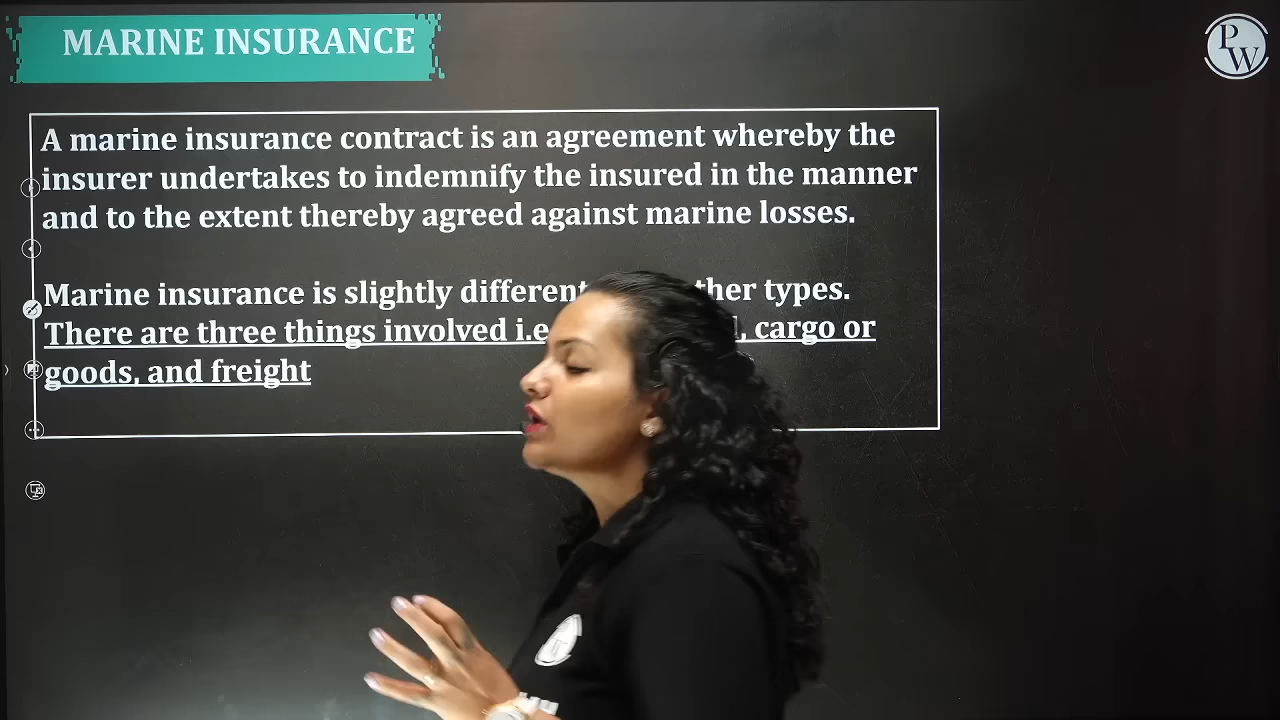 MARINE INSURANCE
P
W
A marine insurance contract is an agreement whereby the
insurer undertakes to indemnify the insured in the manner
and to the extent thereby agreed against marine losses.
Marine insurance is slightly different types.
There are three things involved i.e cargo or
goods, and freight